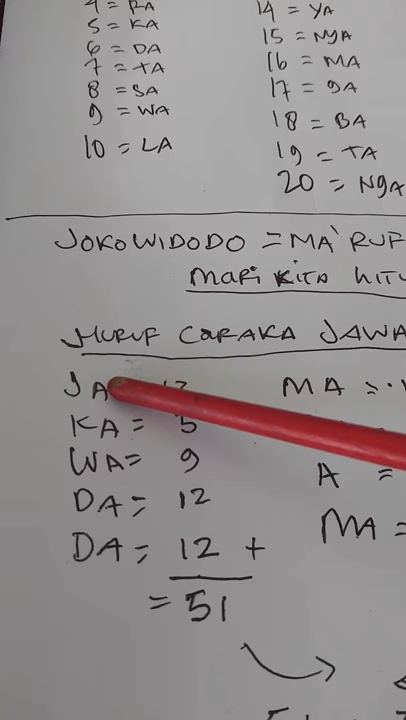 4 = RA
5 = KA
6 = DA
7 = TA
8 = SA
9 = WA
10 = LA
14 = YA
15 = NYA
16 = MA
17 = GA
18 = BA
19 = TA
20 = NGA
JOKOWIDODO = MA'RUF
MARI KITA HITU
HURUF CARAKA JAWA
JA
KA = 5
WA = 9
DA = 12
DA = 12 +
= 51
MA =
A =
MA =